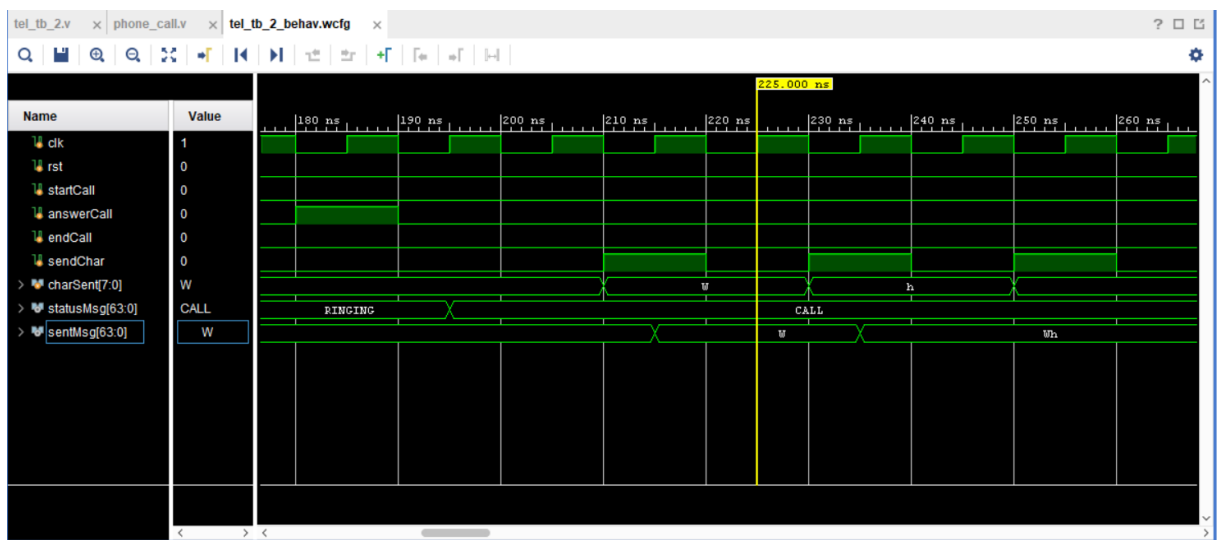 tel_tb_2.v × phone_call.v × tel_tb_2_behav.wcfg × ?
225.000 ns
Name Value 180 ns 190 ns 200 ns 210 ns 220 ns 230 ns 240 ns 250 ns 260 ns
clk 1
rst 0
startCall 0
answerCall 0
endCall 0
sendChar 0
charSent[7:0] W W h
statusMsg[63:0] CALL RINGING CALL
sentMsg[63:0] W W Wh